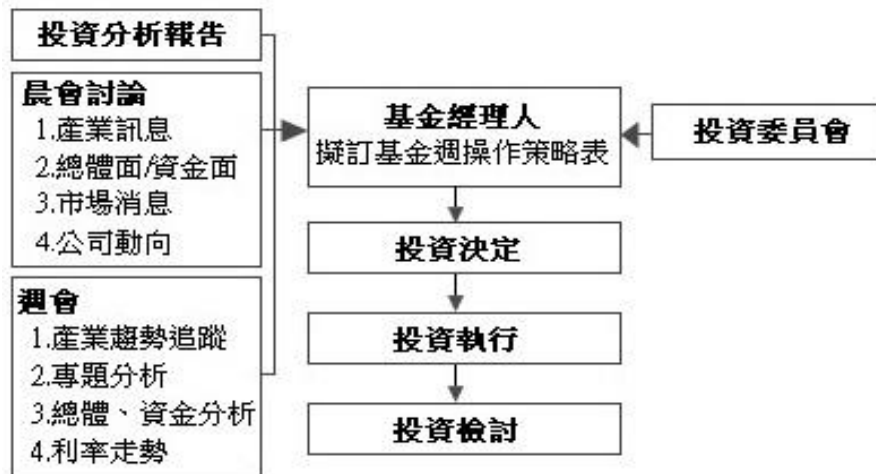 投資分析報告
晨會討論
1.產業訊息
2.總體面/資金面
3.市場消息
4.公司動向
週會
1.產業趨勢追蹤
2.專題分析
3.總體、資金分析
4.利率走勢
基金經理人
擬訂基金週操作策略表
投資委員會
投資決定
投資執行
投資檢討